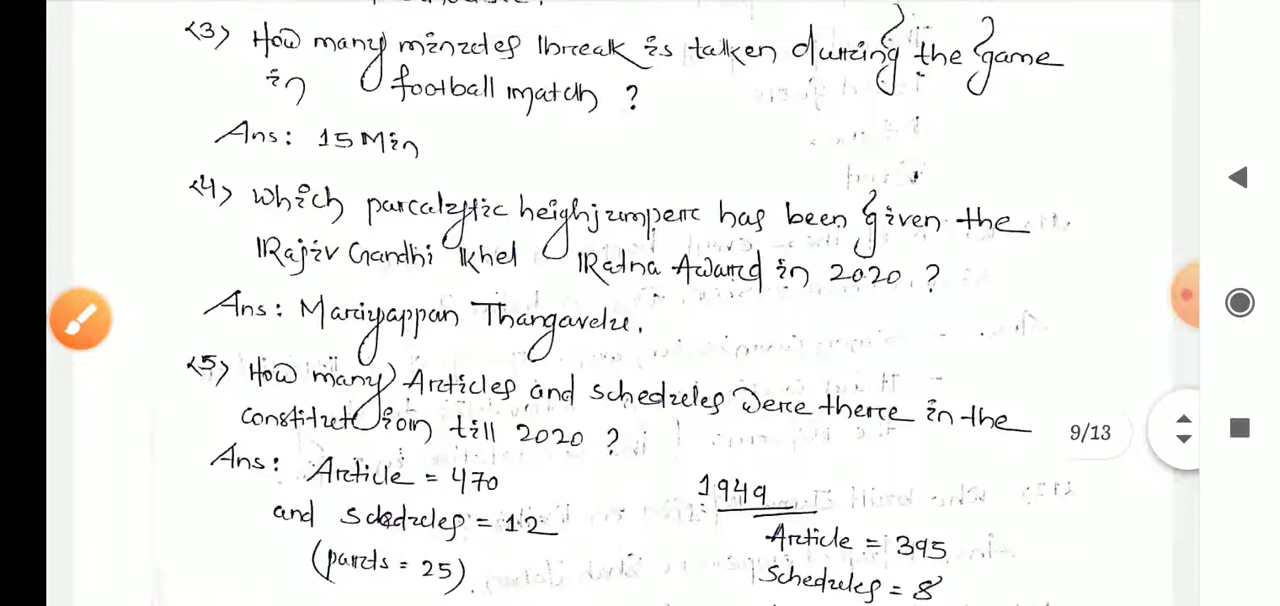 <3> How many minutes break is taken during the game
in football match ?
Ans: 15 Min
<4> Which paralytic heighjumper has been given the
Rajiv Gandhi Khel Ratna Award in 2020 ?
Ans: Mariyappan Thangavelu.
<5> How many Articles and schedules were there in the
constitution till 2020 ?
Ans: Article = 470
and schedules = 12
(parts = 25)
1949
Article = 395
Schedules = 8
9/13